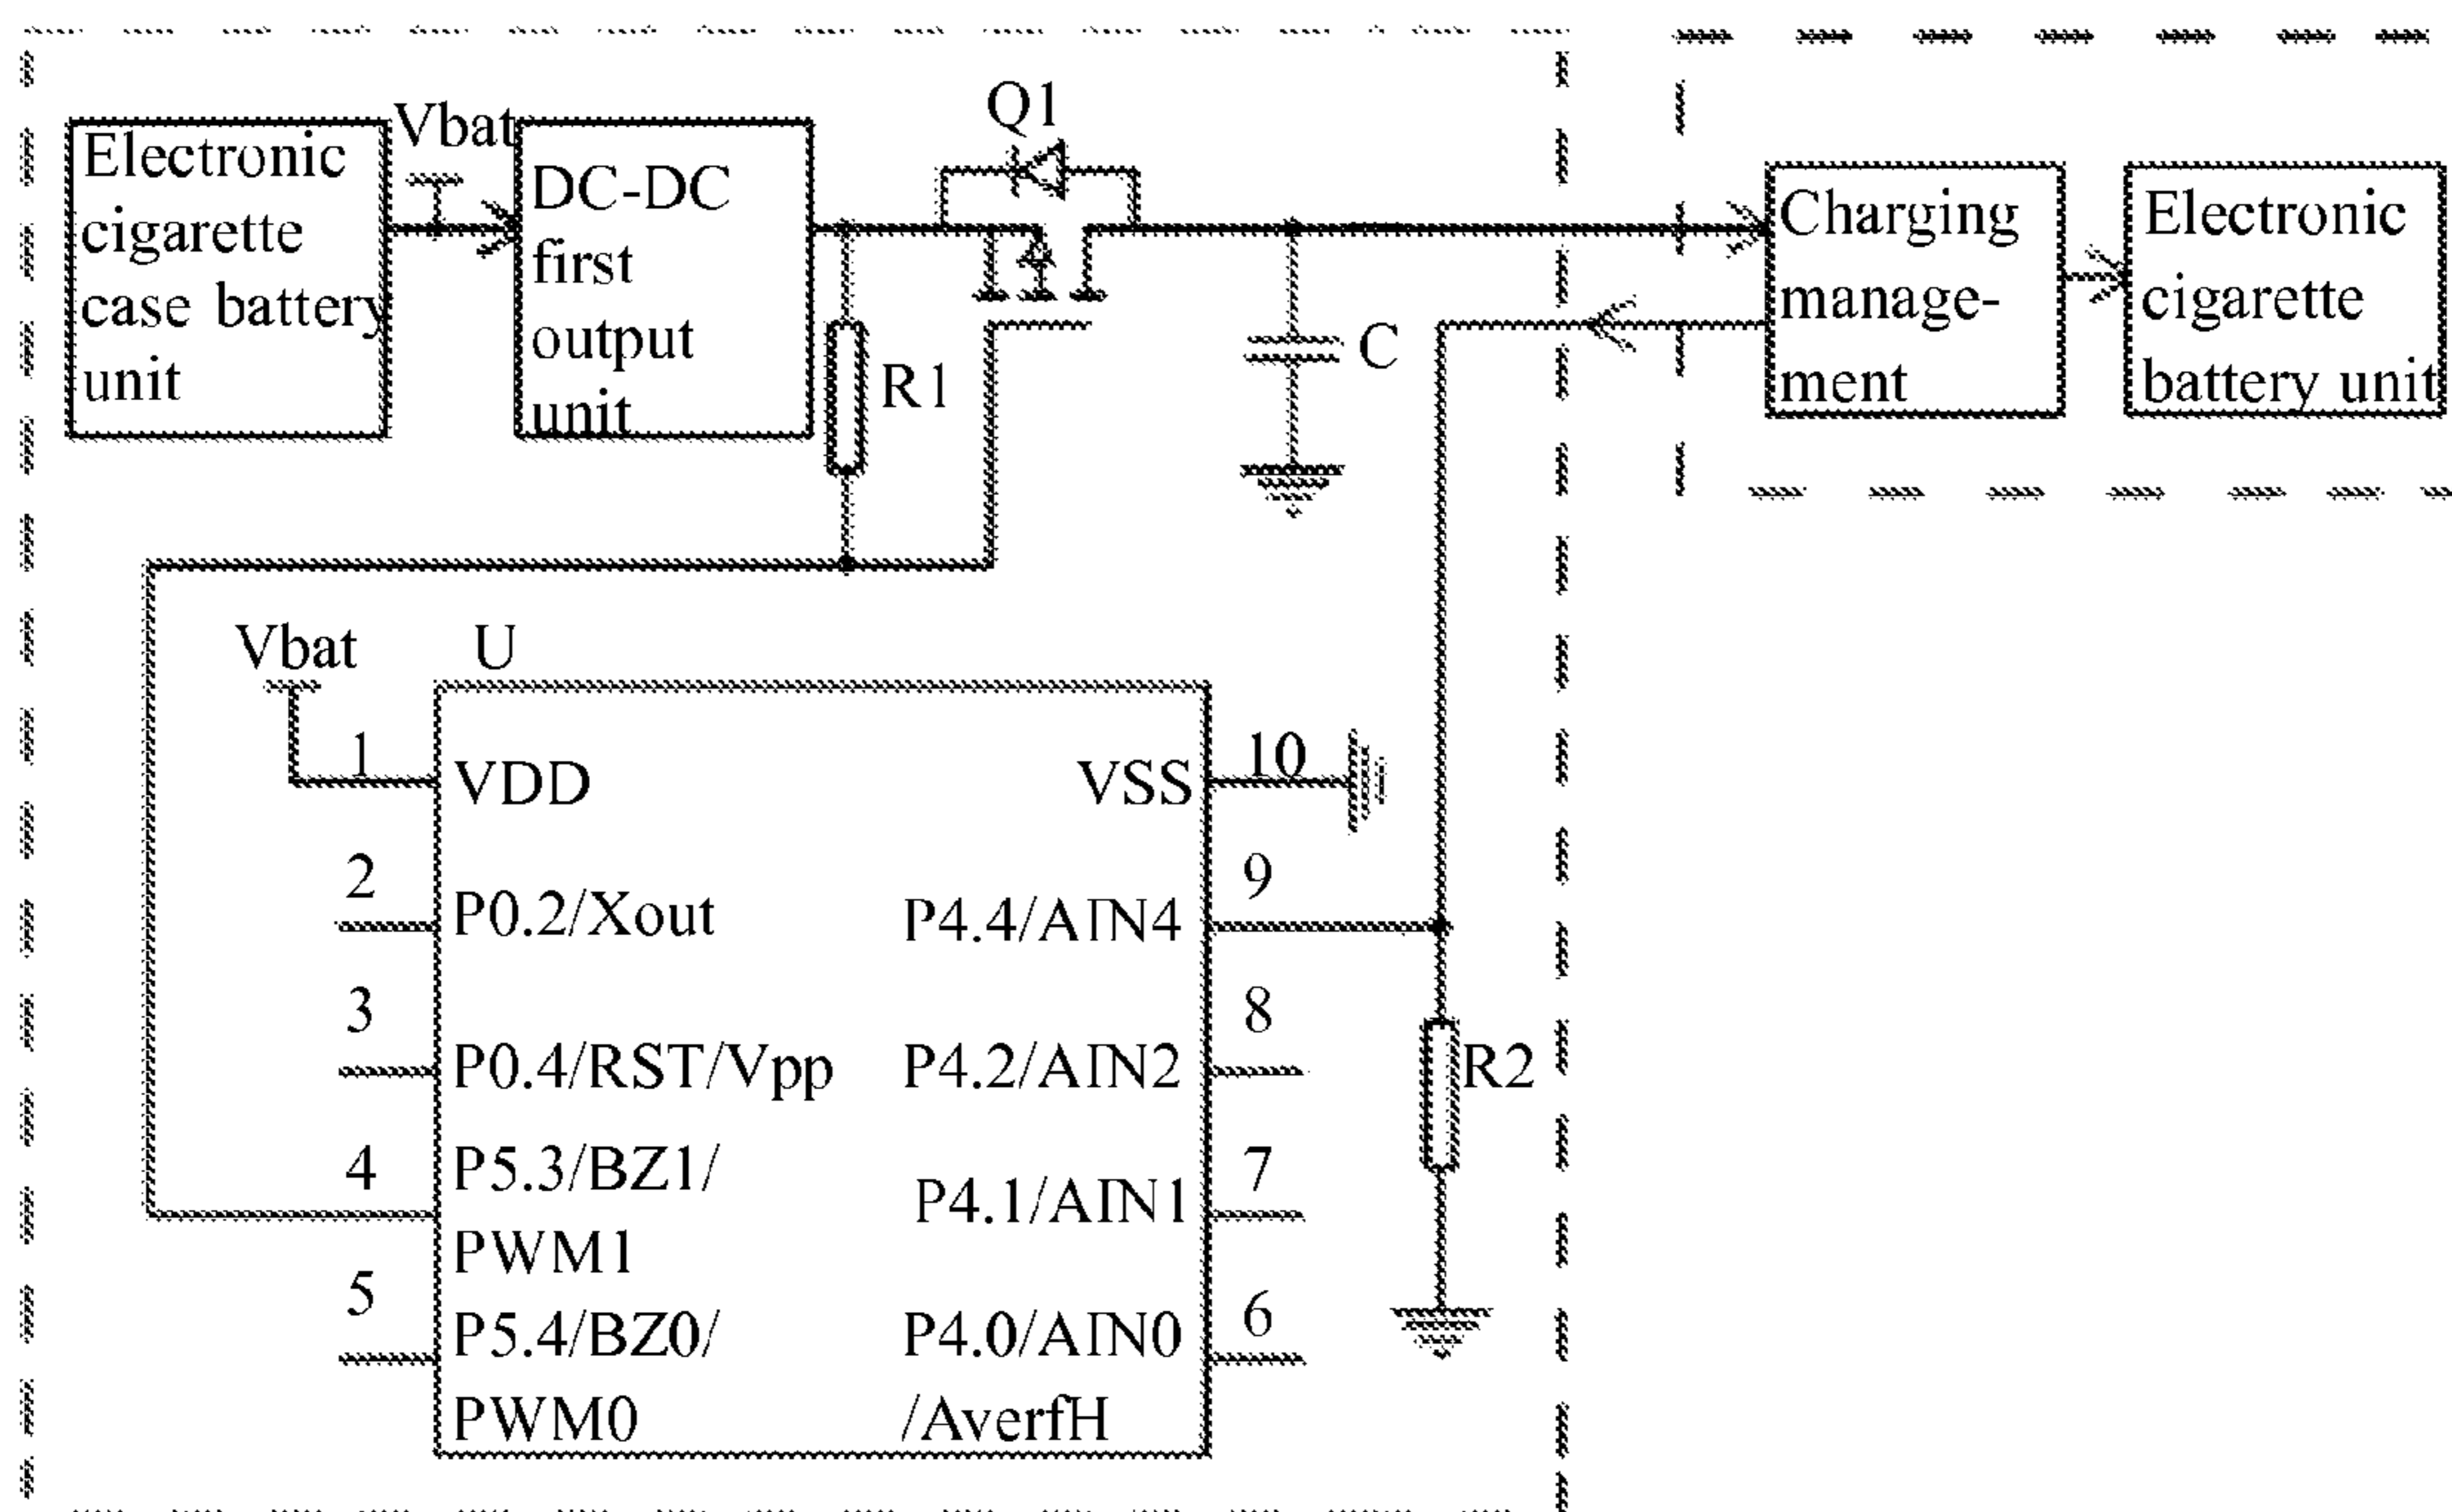 Electronic
cigarette
case battery
unit
Vbat
DC-DC
first
output
unit
Q1
R1
C
Charging
manage-
ment
Electronic
cigarette
battery unit
Vbat
U
1
VDD
VSS
10
2
P0.2/Xout
P4.4/AIN4
9
3
P0.4/RST/Vpp
P4.2/AIN2
8
R2
4
P5.3/BZ1/
PWM1
P4.1/AIN1
7
5
P5.4/BZ0/
PWM0
P4.0/AIN0
/AverfH
6